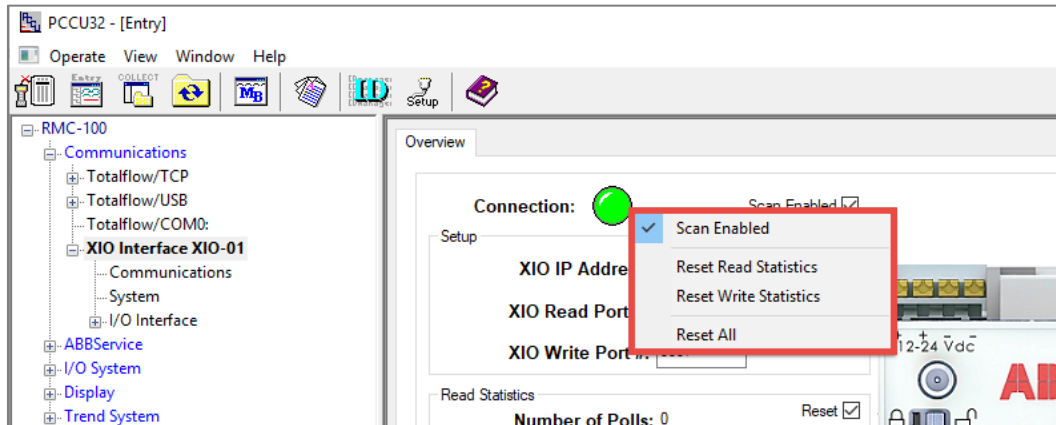 PCCU32 - [Entry]
Operate View Window Help
Entry COLLECT MB ID Setup
RMC-100
Communications
Totalflow/TCP
Totalflow/USB
Totalflow/COM0:
XIO Interface XIO-01
Communications
System
I/O Interface
ABBService
I/O System
Display
Trend System
Overview
Connection:
Scan Enabled
Setup
XIO IP Addre
XIO Read Port
XIO Write Port #:
Scan Enabled
Reset Read Statistics
Reset Write Statistics
Reset All
Read Statistics
Number of Polls: 0
Reset
12-24 Vdc
+ + - -
AB